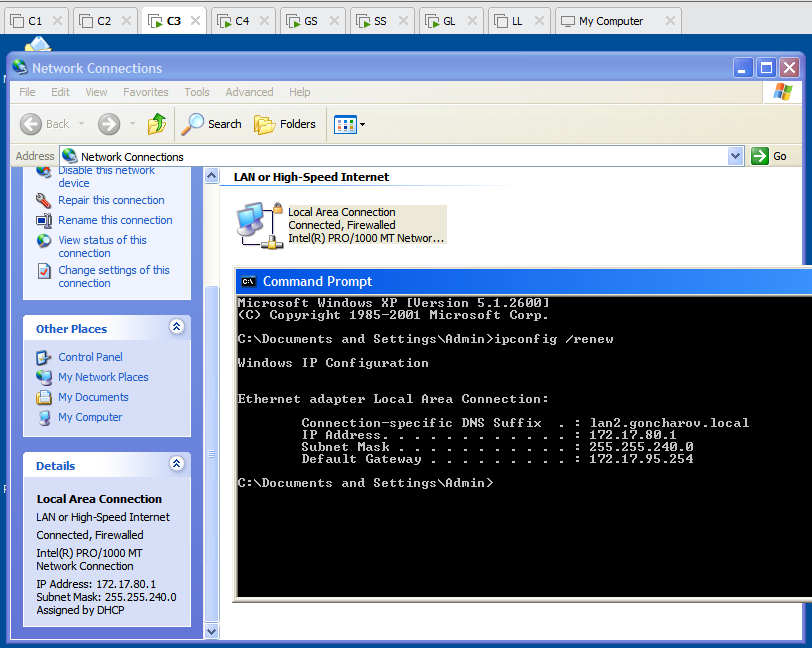 C1 C2 C3 C4 GS SS GL LL My Computer
Network Connections
File Edit View Favorites Tools Advanced Help
Back Search Folders
Address Network Connections Go
Disable this network
device
Repair this connection
Rename this connection
View status of this
connection
Change settings of this
connection
Other Places
Control Panel
My Network Places
My Documents
My Computer
Details
Local Area Connection
LAN or High-Speed Internet
Connected, Firewalled
Intel(R) PRO/1000 MT
Network Connection
IP Address: 172.17.80.1
Subnet Mask: 255.255.240.0
Assigned by DHCP
LAN or High-Speed Internet
Local Area Connection
Connected, Firewalled
Intel(R) PRO/1000 MT Networ...
C:\ Command Prompt
Microsoft Windows XP [Version 5.1.2600]
(C) Copyright 1985-2001 Microsoft Corp.
C:\Documents and Settings\Admin>ipconfig /renew
Windows IP Configuration
Ethernet adapter Local Area Connection:
Connection-specific DNS Suffix . : lan2.goncharov.local
IP Address. . . . . . . . . . . . : 172.17.80.1
Subnet Mask . . . . . . . . . . . : 255.255.240.0
Default Gateway . . . . . . . . . : 172.17.95.254
C:\Documents and Settings\Admin>